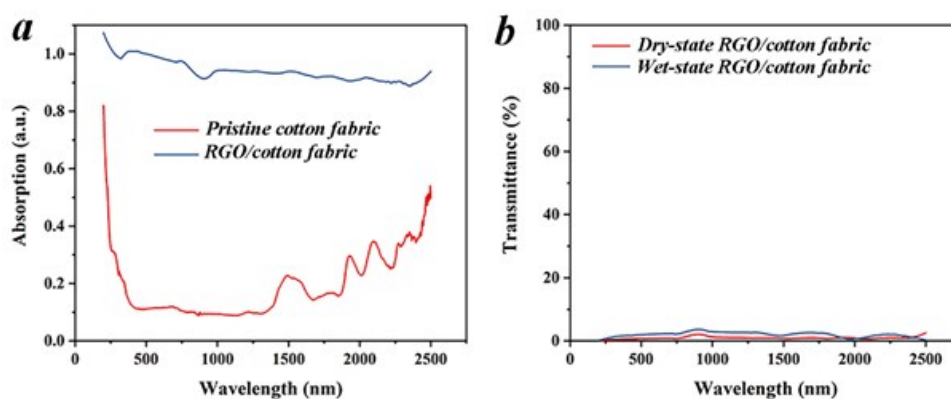 a
Absorption (a.u.)
1.0
0.8
0.6
0.4
0.2
0.0
Pristine cotton fabric
RGO/cotton fabric
0 500 1000 1500 2000 2500
Wavelength (nm)
b
Transmittance (%)
100
80
60
40
20
0
Dry-state RGO/cotton fabric
Wet-state RGO/cotton fabric
0 500 1000 1500 2000 2500
Wavelength (nm)